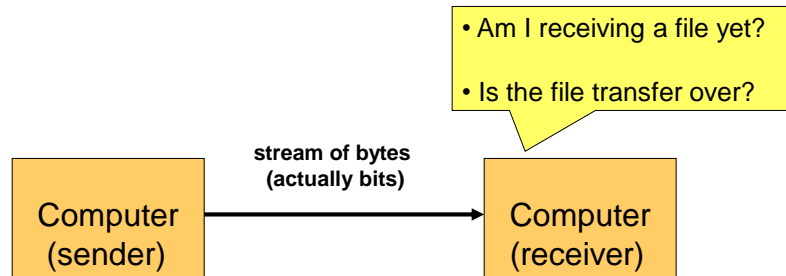 • Am I receiving a file yet?
• Is the file transfer over?
stream of bytes
(actually bits)
Computer
(sender)
Computer
(receiver)